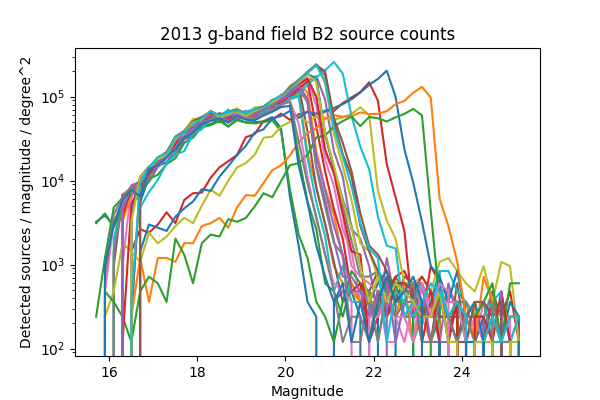 2013 g-band field B2 source counts
Detected sources / magnitude / degree^2
10^5
10^4
10^3
10^2
16 18 20 22 24
Magnitude